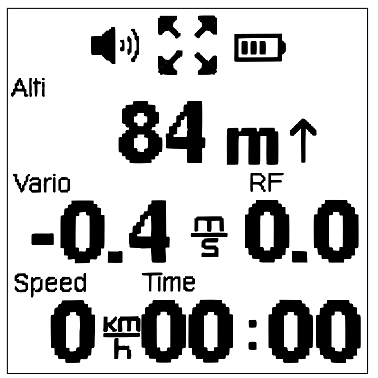 Alti
84 m↑
Vario RF
-0.4 m/s 0.0
Speed Time
0 km/h 00:00